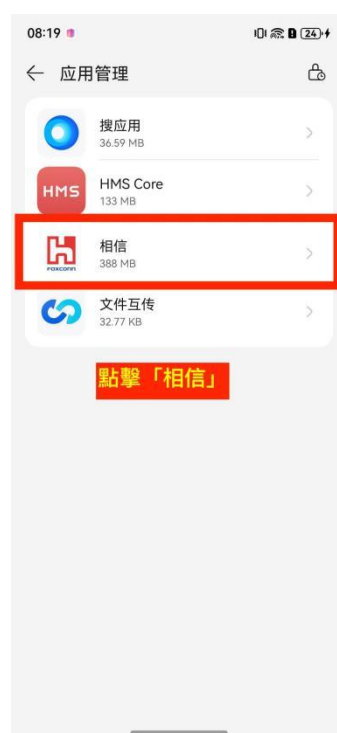 08:19
24
应用管理
搜应用
36.59 MB
HMS
HMS Core
133 MB
相信
388 MB
FOXCONN
文件互传
32.77 KB
點擊「相信」